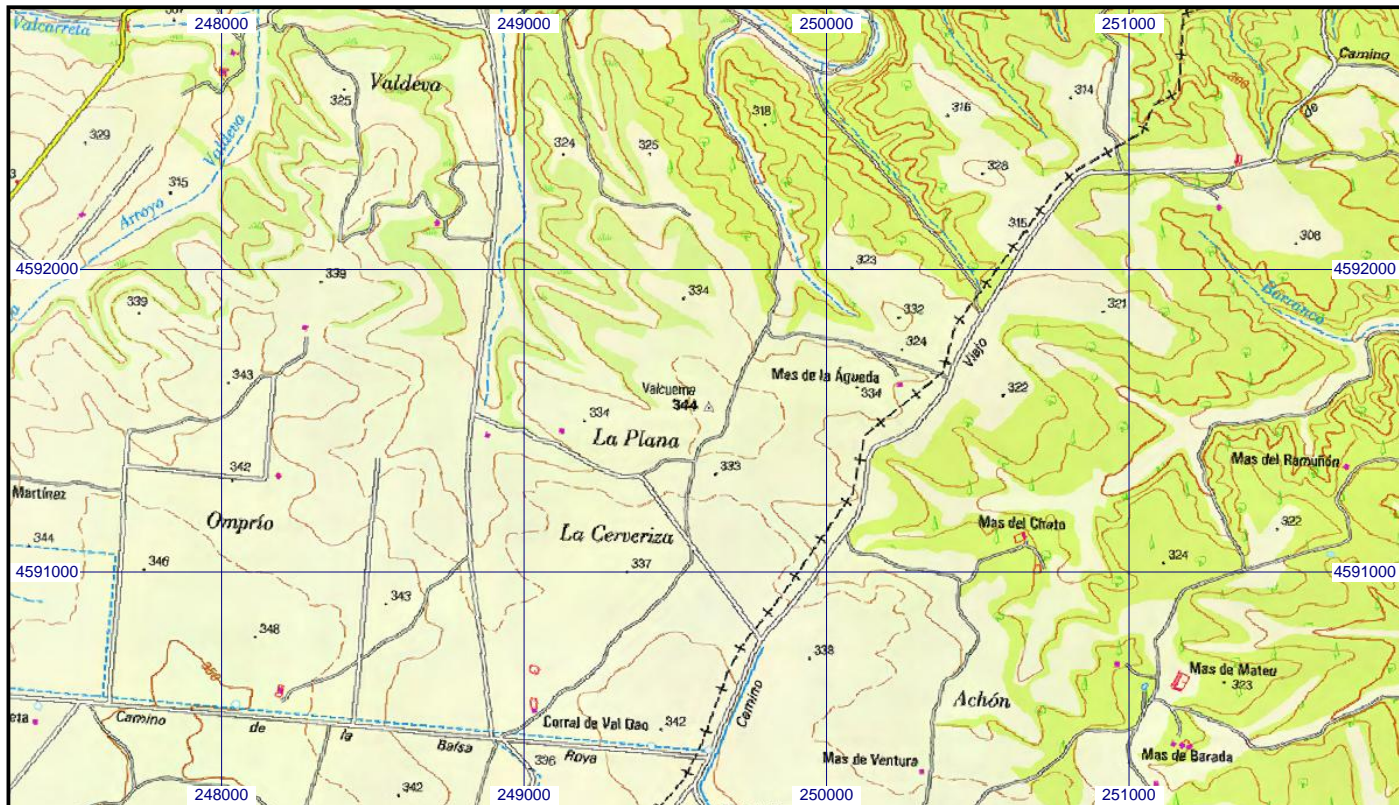 248000 249000 250000 251000
Valcarreta
Camino
de
Valdeva
325
318
316
314
300
329
324
325
328
315
Valdeva
Arroyo
315
308
4592000 4592000
339
323
334
321
Barranco
339
332
324
Viejo
343
Mas de la Águeda
334
322
Valcuerna
344
334
La Plana
342
333
Mas del Ramuñón
Martínez
Omprío
Mas del Chato
322
La Cerveriza
344
324
4591000 4591000
346
337
343
348
338
350
Mas de Mateu
323
Achón
Camino
Corral de Val Dao
342
Camino de la Balsa Roya
336
Mas de Ventura
Mas de Barada
342
248000 249000 250000 251000